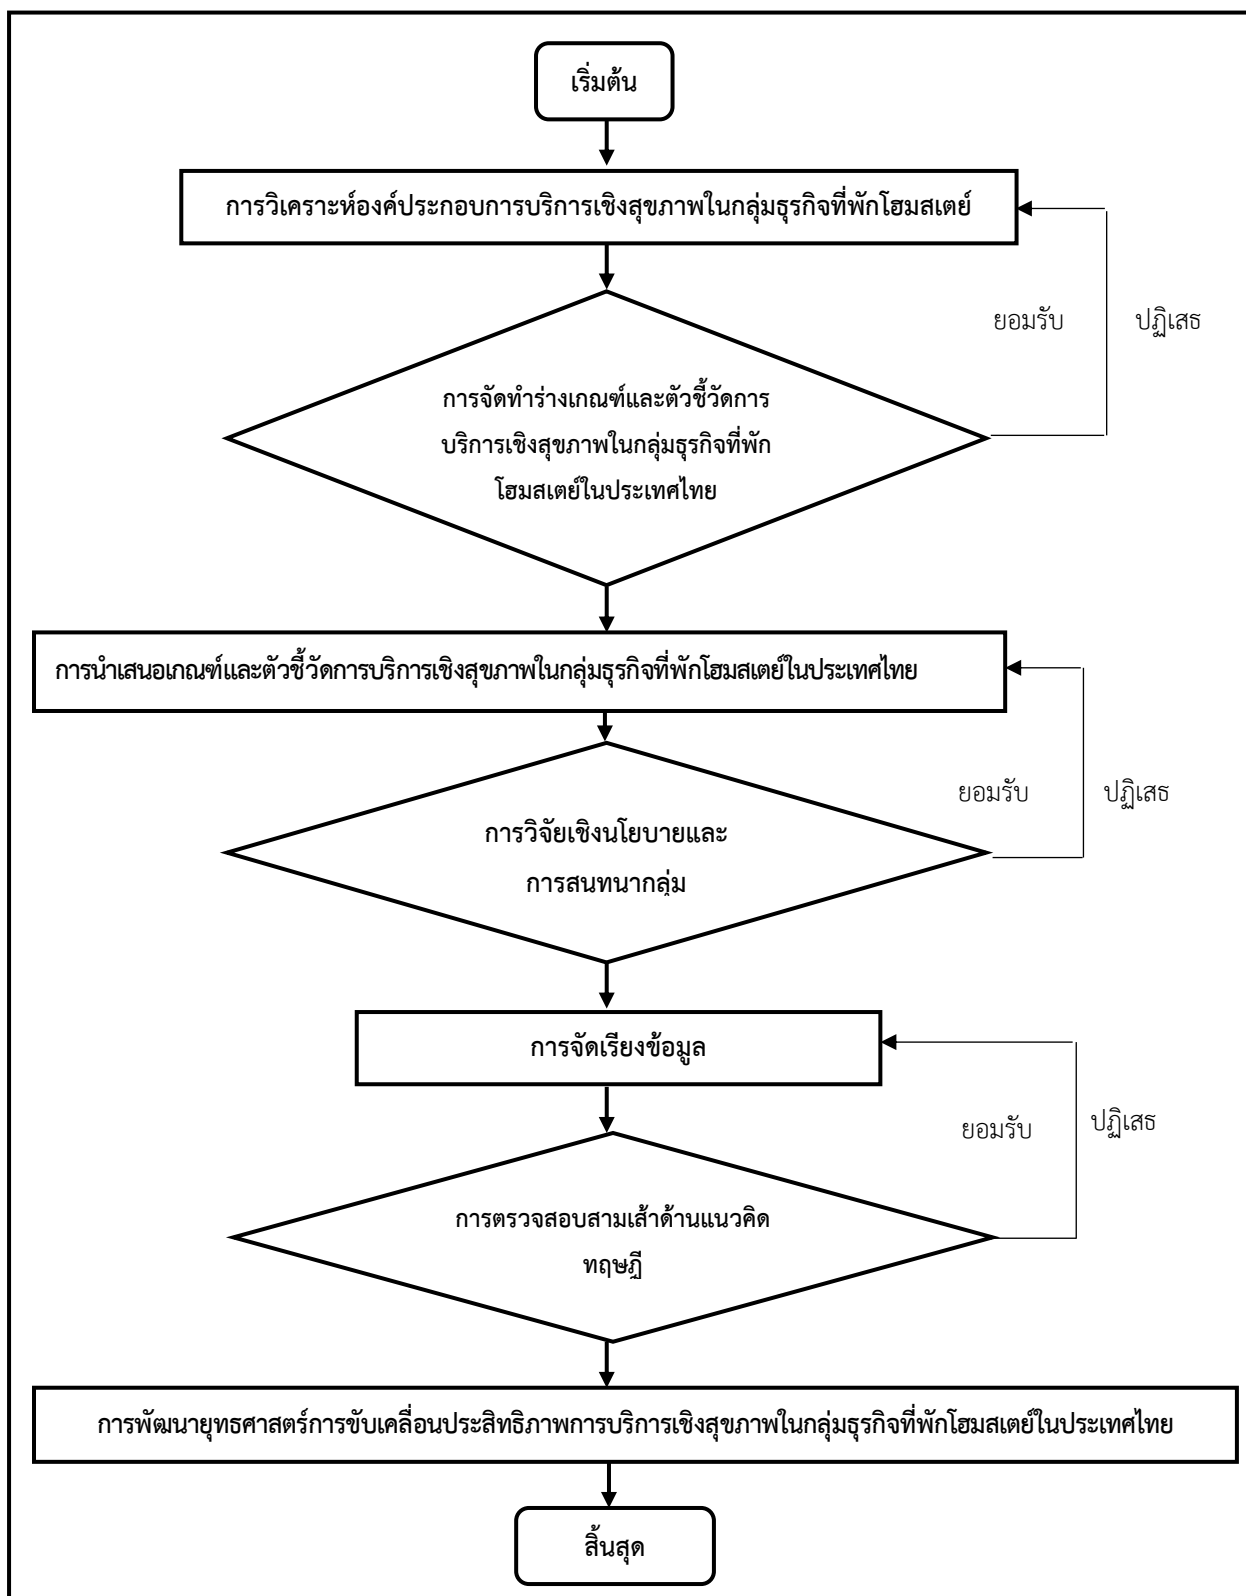 เริ่มต้น
การวิเคราะห์องค์ประกอบการบริการเชิงสุขภาพในกลุ่มธุรกิจที่พักโฮมสเตย์
ยอมรับ
ปฏิเสธ
การจัดทำร่างเกณฑ์และตัวชี้วัดการ
บริการเชิงสุขภาพในกลุ่มธุรกิจที่พัก
โฮมสเตย์ในประเทศไทย
การนำเสนอเกณฑ์และตัวชี้วัดการบริการเชิงสุขภาพในกลุ่มธุรกิจที่พักโฮมสเตย์ในประเทศไทย
ยอมรับ
ปฏิเสธ
การวิจัยเชิงนโยบายและ
การสนทนากลุ่ม
การจัดเรียงข้อมูล
ยอมรับ
ปฏิเสธ
การตรวจสอบสามเส้าด้านแนวคิด
ทฤษฎี
การพัฒนายุทธศาสตร์การขับเคลื่อนประสิทธิภาพการบริการเชิงสุขภาพในกลุ่มธุรกิจที่พักโฮมสเตย์ในประเทศไทย
สิ้นสุด